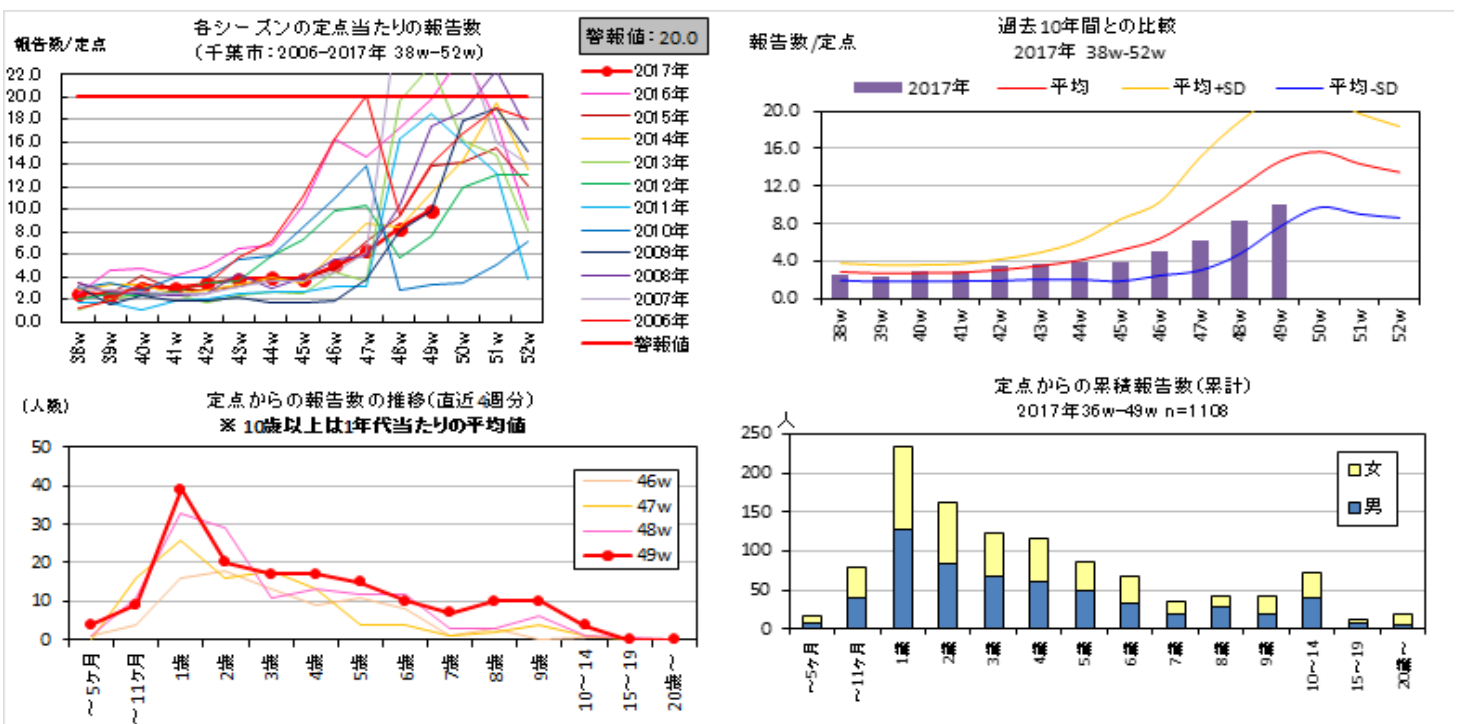 各シーズンの定点当たりの報告数
(千葉市:2006-2017年 38w-52w)
報告数/定点
警報値:20.0
22.0
20.0
18.0
16.0
14.0
12.0
10.0
8.0
6.0
4.0
2.0
0.0
38w
39w
40w
41w
42w
43w
44w
45w
46w
47w
48w
49w
50w
51w
52w
2017年
2016年
2015年
2014年
2013年
2012年
2011年
2010年
2009年
2008年
2007年
2006年
警報値
過去10年間との比較
2017年 38w-52w
報告数/定点
2017年
平均
平均+SD
平均-SD
20.0
16.0
12.0
8.0
4.0
0.0
38w
39w
40w
41w
42w
43w
44w
45w
46w
47w
48w
49w
50w
51w
52w
定点からの報告数の推移(直近4週分)
※ 10歳以上は1年代当たりの平均値
(人数)
50
40
30
20
10
0
46w
47w
48w
49w
~5ヶ月
~11ヶ月
1歳
2歳
3歳
4歳
5歳
6歳
7歳
8歳
9歳
10~14
15~19
20歳~
定点からの累積報告数(累計)
2017年36w-49w n=1108
人
250
200
150
100
50
0
女
男
~5ヶ月
~11ヶ月
1歳
2歳
3歳
4歳
5歳
6歳
7歳
8歳
9歳
10~14
15~19
20歳~